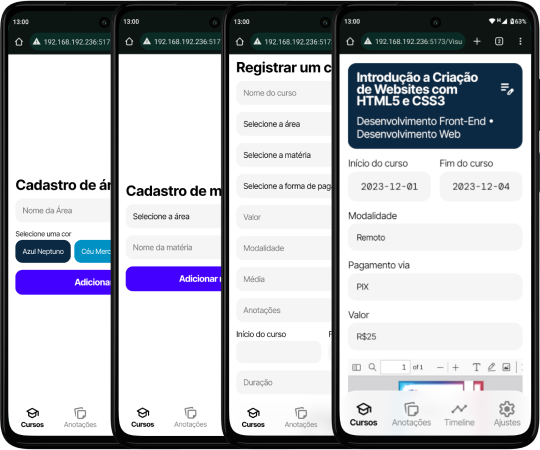 13:00
192.168.192.236:517
Cadastro de ár
Nome da Área
Selecione uma cor
Azul Neptuno
Céu Merc
Adiciona
Cursos
Anotações
13:00
192.168.192.236:517
Cadastro de m
Selecione a área
Nome da matéria
Adicionar
Cursos
Anotações
13:00
192.168.192.236:517
Registrar um c
Nome do curso
Selecione a área
Selecione a matéria
Selecione a forma de paga
Valor
Modalidade
Média
Anotações
Início do curso
F
Duração
Cursos
Anotações
13:00
63%
192.168.192.236:5173/Visu
Introdução a Criação
de Websites com
HTML5 e CSS3
Desenvolvimento Front-End •
Desenvolvimento Web
Início do curso
Fim do curso
2023-12-01
2023-12-04
Modalidade
Remoto
Pagamento via
PIX
Valor
R$25
1 of 1
Cursos
Anotações
Timeline
Ajustes